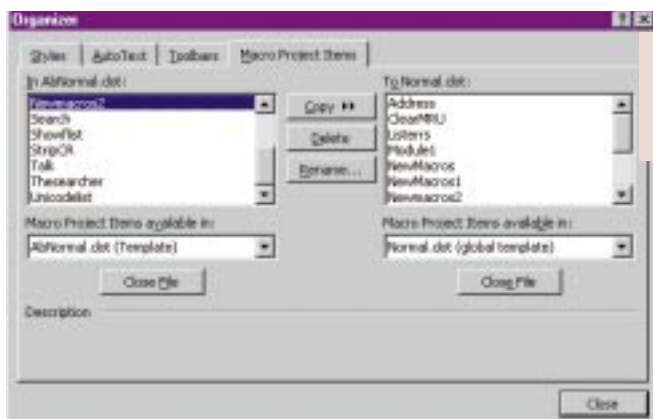 Organizer
Styles AutoText Toolbars Macro Project Items
In AbNormal.dot:
Newmacros2
Search
Showflist
StripCR
Talk
Thesearcher
Unicodelist
Copy
Delete
Rename...
To Normal.dot:
Address
ClearMRU
Listerrs
Module1
NewMacros
NewMacros1
Newmacros2
Macro Project Items available in:
AbNormal.dot (Template)
Close File
Macro Project Items available in:
Normal.dot (global template)
Close File
Description
Close